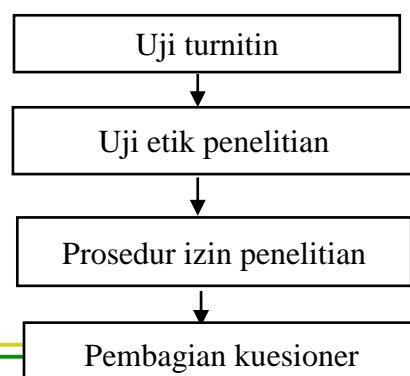 Uji turnitin
Uji etik penelitian
Prosedur izin penelitian
Pembagian kuesioner